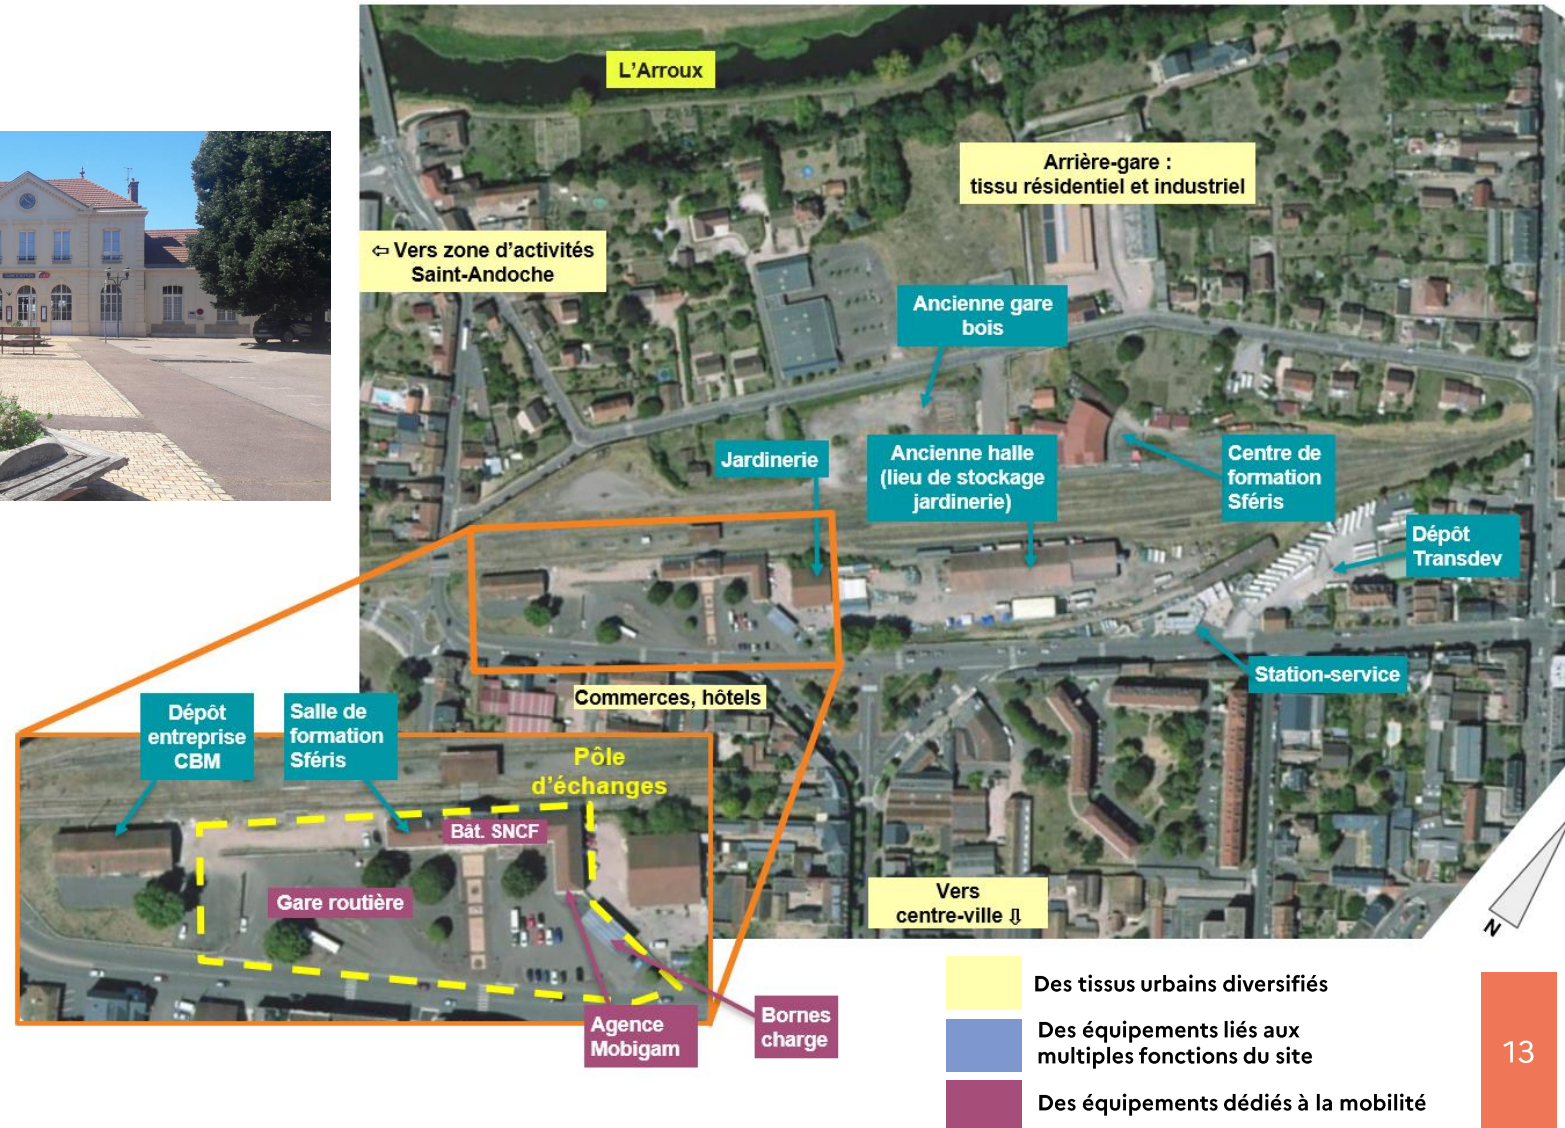 L'Arroux
Arrière-gare :
tissu résidentiel et industriel
⇦ Vers zone d'activités
Saint-Andoche
Ancienne gare
bois
Jardinerie
Ancienne halle
(lieu de stockage
jardinerie)
Centre de
formation
Sféris
Dépôt
Transdev
Station-service
Commerces, hôtels
Dépôt
entreprise
CBM
Salle de
formation
Sféris
Pôle
d'échanges
Bât. SNCF
Gare routière
Vers
centre-ville ⇩
N
Agence
Mobigam
Bornes
charge
Des tissus urbains diversifiés
Des équipements liés aux
multiples fonctions du site
Des équipements dédiés à la mobilité
13